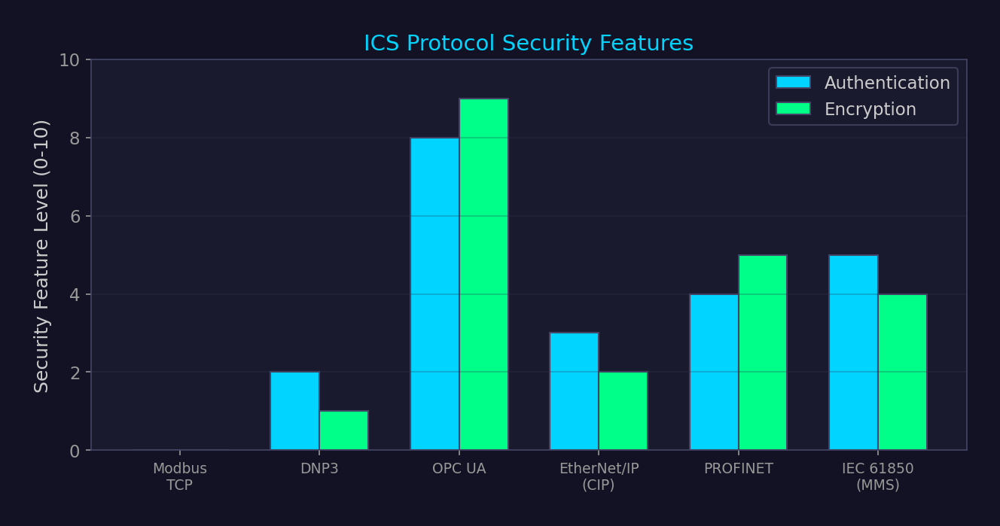 ICS Protocol Security Features
Authentication
Encryption
Security Feature Level (0-10)
10
8
6
4
2
0
Modbus
TCP
DNP3
OPC UA
EtherNet/IP
(CIP)
PROFINET
IEC 61850
(MMS)